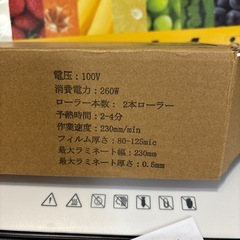 電圧：100V
消費電力：260W
ローラー本数： 2本ローラー
予熱時間：2-4分
作業速度：230mm/min
フィルム厚さ：80-125mic
最大ラミネート幅：230mm
最大ラミネート厚さ：0.5mm